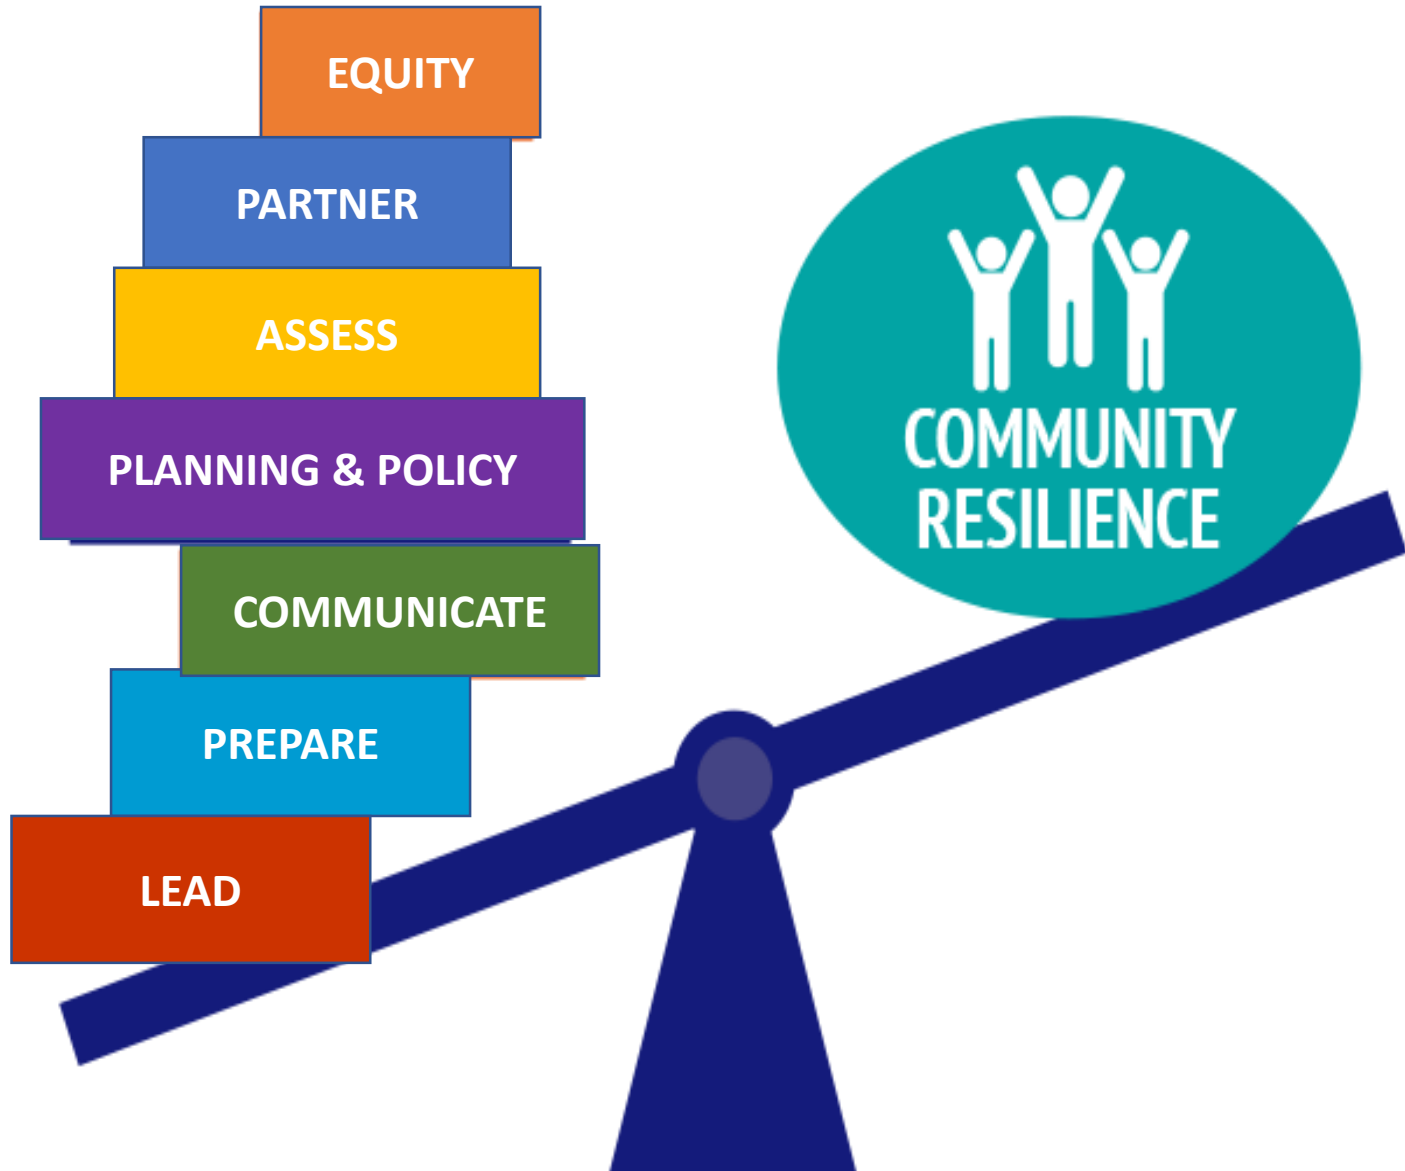 EQUITY
PARTNER
ASSESS
PLANNING & POLICY
COMMUNICATE
PREPARE
LEAD
COMMUNITY
RESILIENCE